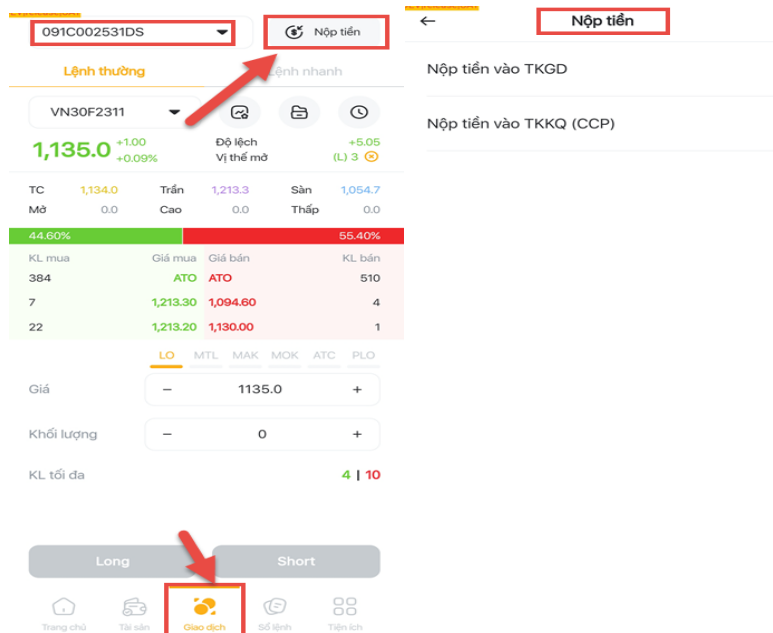 091C002531DS
Nộp tiền
Lệnh thường
Lệnh nhanh
VN30F2311
1,135.0 +1.00 +0.09%
Độ lệch +5.05
Vị thế mở (L) 3
TC 1,134.0 Trần 1,213.3 Sàn 1,054.7
Mở 0.0 Cao 0.0 Thấp 0.0
44.60% 55.40%
KL mua Giá mua Giá bán KL bán
384 ATO ATO 510
7 1,213.30 1,094.60 4
22 1,213.20 1,130.00 1
LO MTL MAK MOK ATC PLO
Giá − 1135.0 +
Khối lượng − 0 +
KL tối đa 4 | 10
Long Short
Trang chủ Tài sản Giao dịch Sổ lệnh Tiện ích
Nộp tiền
Nộp tiền vào TKGD
Nộp tiền vào TKKQ (CCP)